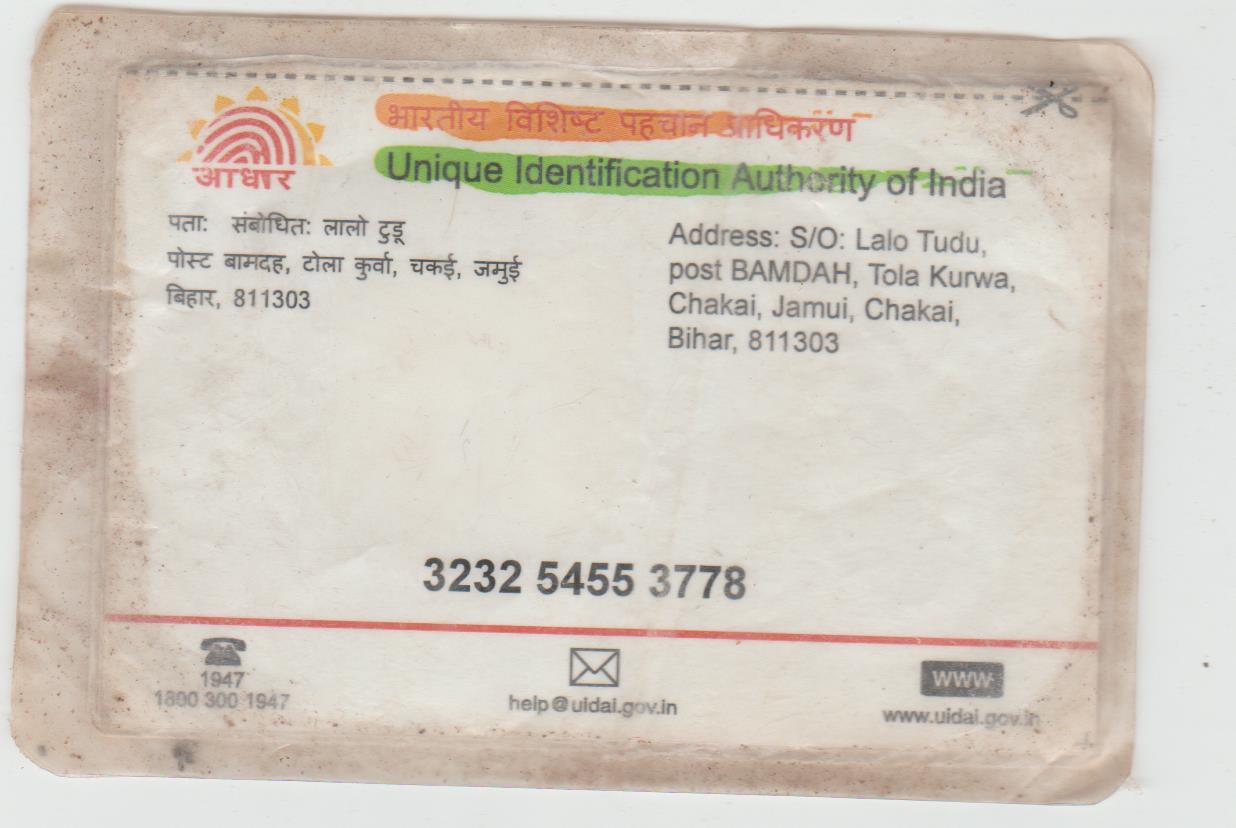 आधार
भारतीय विशिष्ट पहचान आधिकरण
Unique Identification Authority of India
पताः संबोधितः लालो टुडू
पोस्ट बामदह, टोला कुर्वा, चकई, जमुई
बिहार, 811303
Address: S/O: Lalo Tudu,
post BAMDAH, Tola Kurwa,
Chakai, Jamui, Chakai,
Bihar, 811303
3232 5455 3778
1947
1800 300 1947
help@uidai.gov.in
www
www.uidai.gov.in